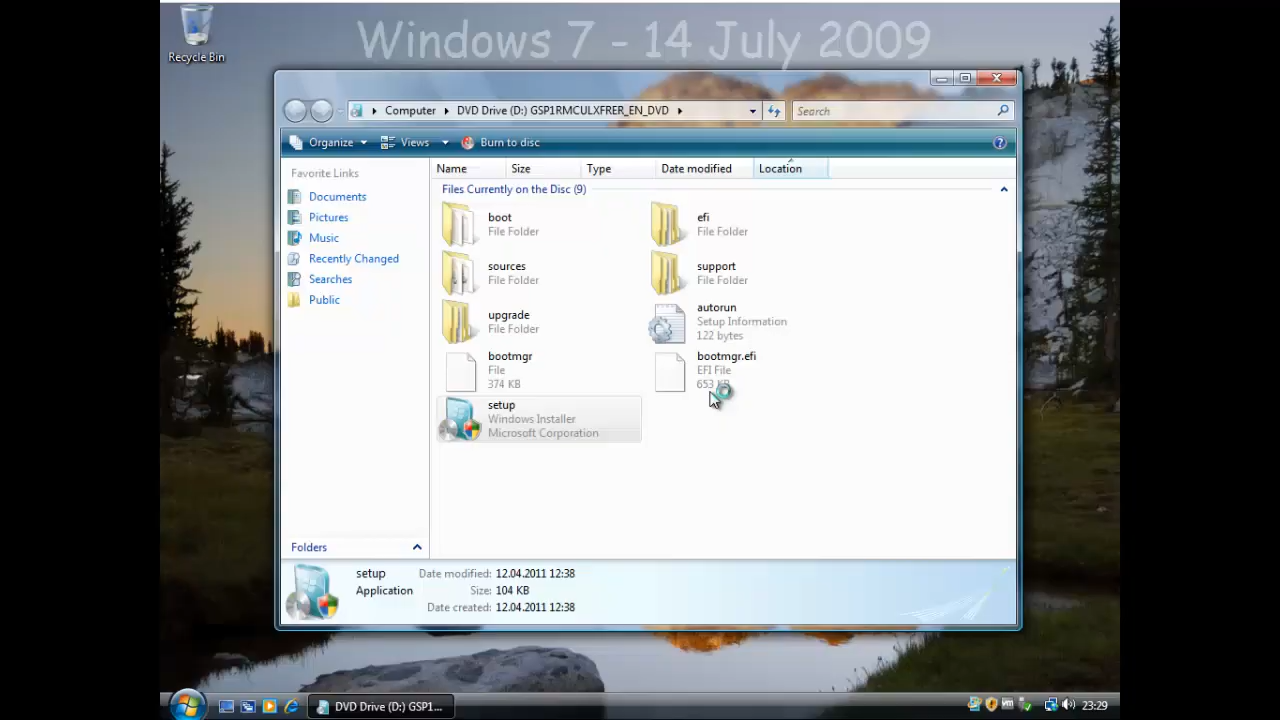 Windows 7 - 14 July 2009
Recycle Bin
Computer DVD Drive (D:) GSP1RMCULXFRER_EN_DVD Search
Organize Views Burn to disc
Favorite Links
Documents
Pictures
Music
Recently Changed
Searches
Public
Folders
Name Size Type Date modified Location
Files Currently on the Disc (9)
boot
File Folder
efi
File Folder
sources
File Folder
support
File Folder
upgrade
File Folder
autorun
Setup Information
122 bytes
bootmgr
File
374 KB
bootmgr.efi
EFI File
653 KB
setup
Windows Installer
Microsoft Corporation
setup Date modified: 12.04.2011 12:38
Application Size: 104 KB
Date created: 12.04.2011 12:38
DVD Drive (D:) GSP1... 23:29